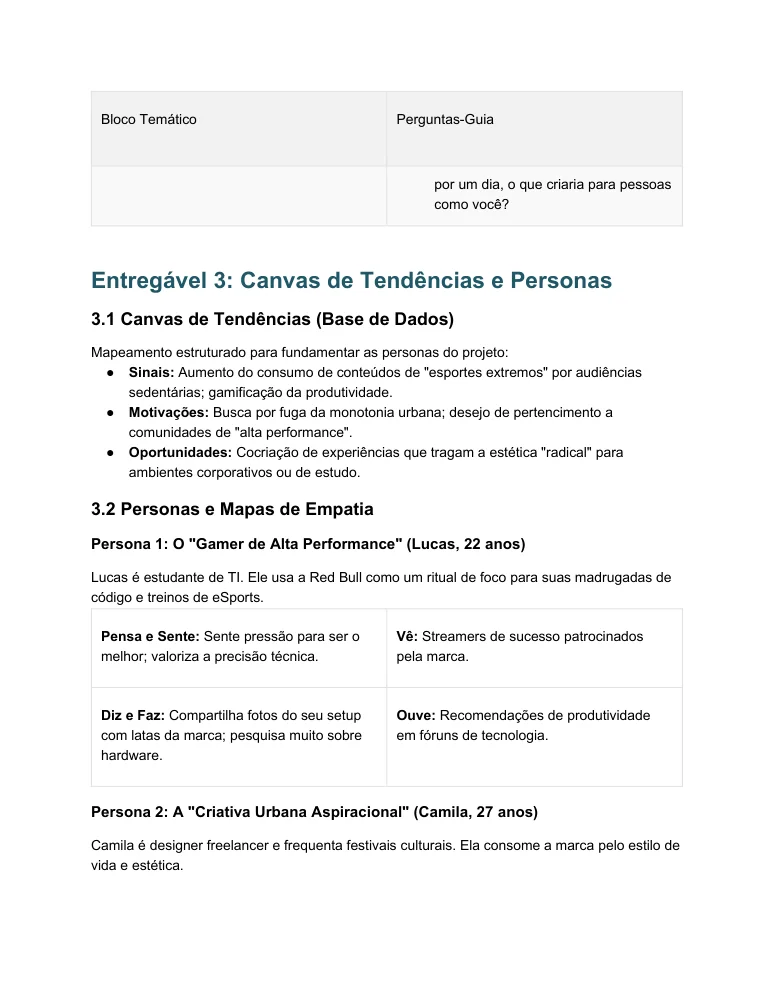 Bloco Temático
Perguntas-Guia
por um dia, o que criaria para pessoas
como você?
Entregável 3: Canvas de Tendências e Personas
3.1 Canvas de Tendências (Base de Dados)
Mapeamento estruturado para fundamentar as personas do projeto:
● Sinais: Aumento do consumo de conteúdos de "esportes extremos" por audiências
sedentárias; gamificação da produtividade.
● Motivações: Busca por fuga da monotonia urbana; desejo de pertencimento a
comunidades de "alta performance".
● Oportunidades: Cocriação de experiências que tragam a estética "radical" para
ambientes corporativos ou de estudo.
3.2 Personas e Mapas de Empatia
Persona 1: O "Gamer de Alta Performance" (Lucas, 22 anos)
Lucas é estudante de TI. Ele usa a Red Bull como um ritual de foco para suas madrugadas de
código e treinos de eSports.
Pensa e Sente: Sente pressão para ser o
melhor; valoriza a precisão técnica.
Vê: Streamers de sucesso patrocinados
pela marca.
Diz e Faz: Compartilha fotos do seu setup
com latas da marca; pesquisa muito sobre
hardware.
Ouve: Recomendações de produtividade
em fóruns de tecnologia.
Persona 2: A "Criativa Urbana Aspiracional" (Camila, 27 anos)
Camila é designer freelancer e frequenta festivais culturais. Ela consome a marca pelo estilo de
vida e estética.